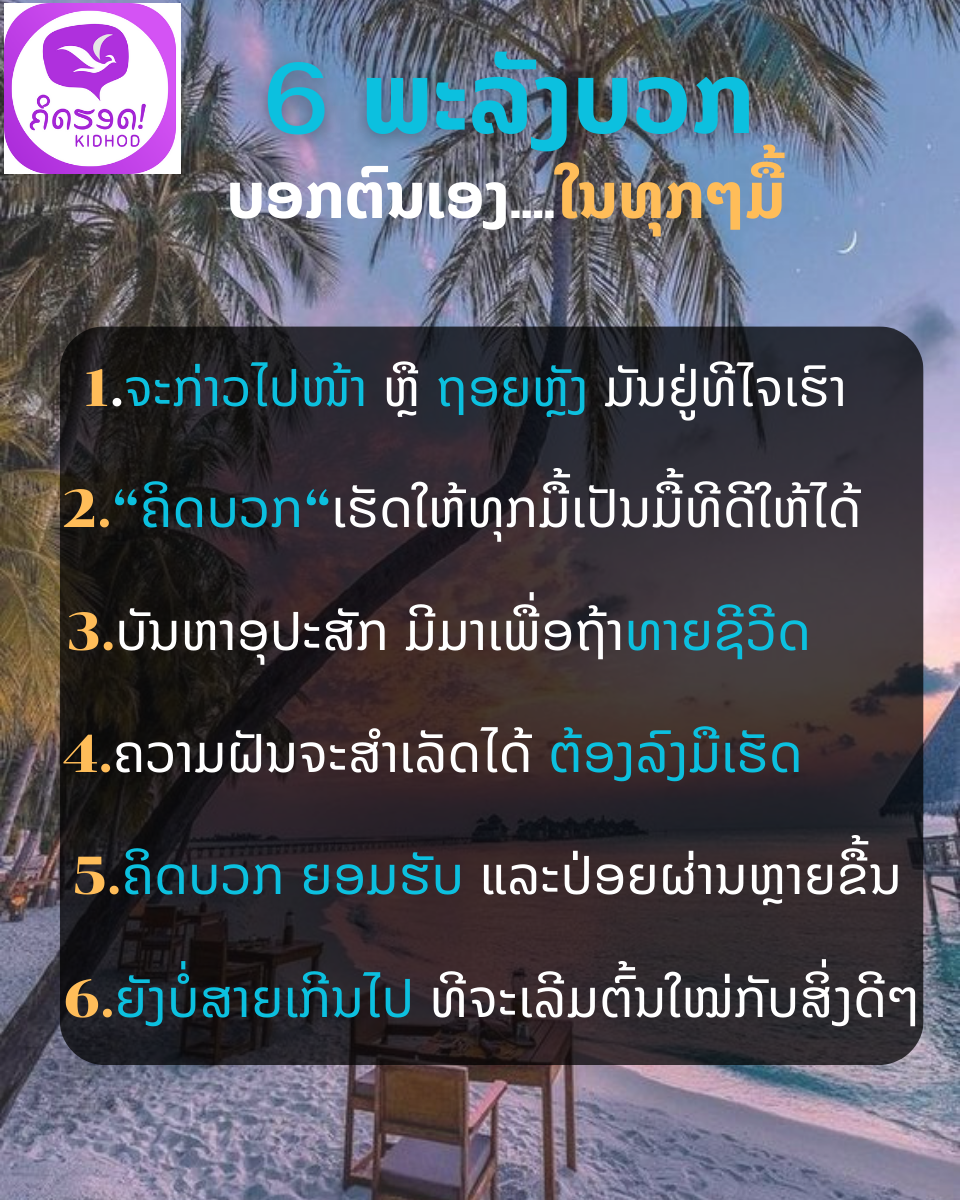 ຄິດຮອດ!
KIDHOD
6 ພະລັງບວກ
ບອກຕົນເອງ....ໃນທຸກໆມື້
1.ຈະກ່າວໄປໜ້າ ຫຼື ຖອຍຫຼັງ ມັນຢູ່ທີໃຈເຮົາ
2.“ຄິດບວກ“ເຮັດໃຫ້ທຸກມື້ເປັນມື້ທີດີໃຫ້ໄດ້
3.ບັນຫາອຸປະສັກ ມີມາເພື່ອຖ້າທາຍຊີວີດ
4.ຄວາມຝັນຈະສຳເລັດໄດ້ ຕ້ອງລົງມືເຮັດ
5.ຄິດບວກ ຍອມຮັບ ແລະປ່ອຍຜ່ານຫຼາຍຂື້ນ
6.ຍັງບໍ່ສາຍເກີນໄປ ທີຈະເລີມຕົ້ນໃໝ່ກັບສິ່ງດີໆ